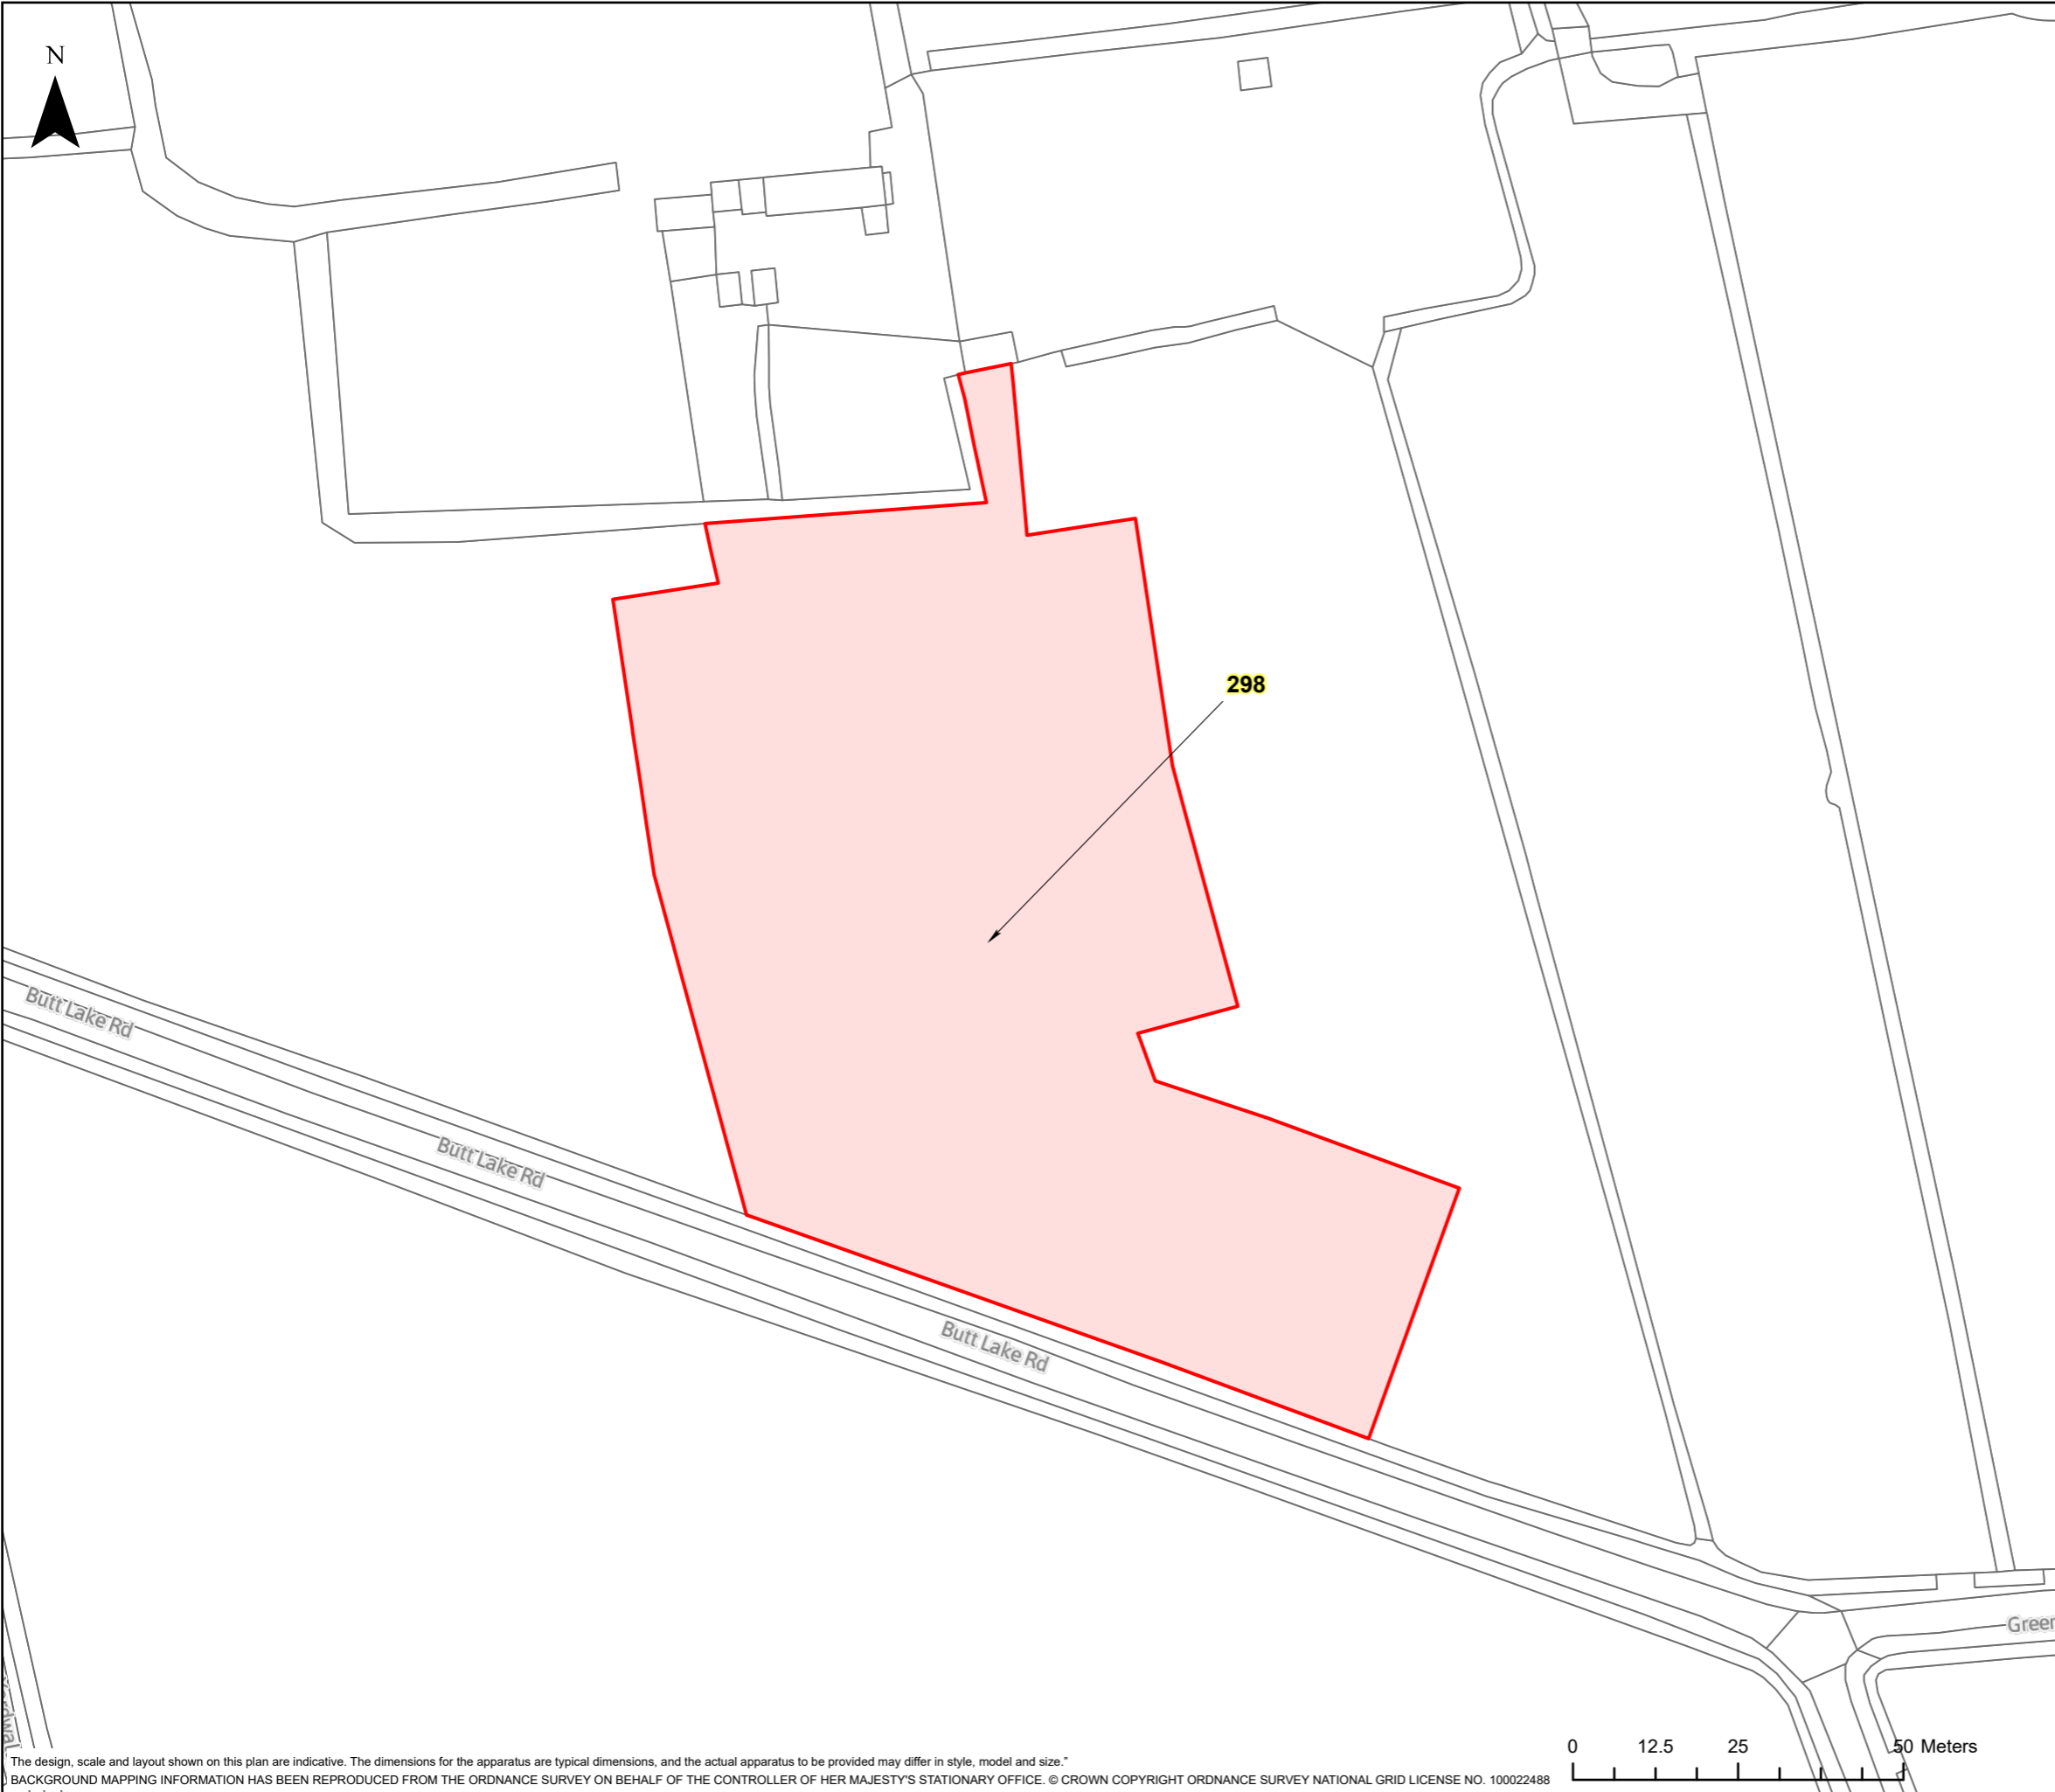 N
298
Butt Lake Rd
Butt Lake Rd
Butt Lake Rd
Green
0 12.5 25 50 Meters
The design, scale and layout shown on this plan are indicative. The dimensions for the apparatus are typical dimensions, and the actual apparatus to be provided may differ in style, model and size."
BACKGROUND MAPPING INFORMATION HAS BEEN REPRODUCED FROM THE ORDNANCE SURVEY ON BEHALF OF THE CONTROLLER OF HER MAJESTY'S STATIONARY OFFICE. © CROWN COPYRIGHT ORDNANCE SURVEY NATIONAL GRID LICENSE NO. 100022488